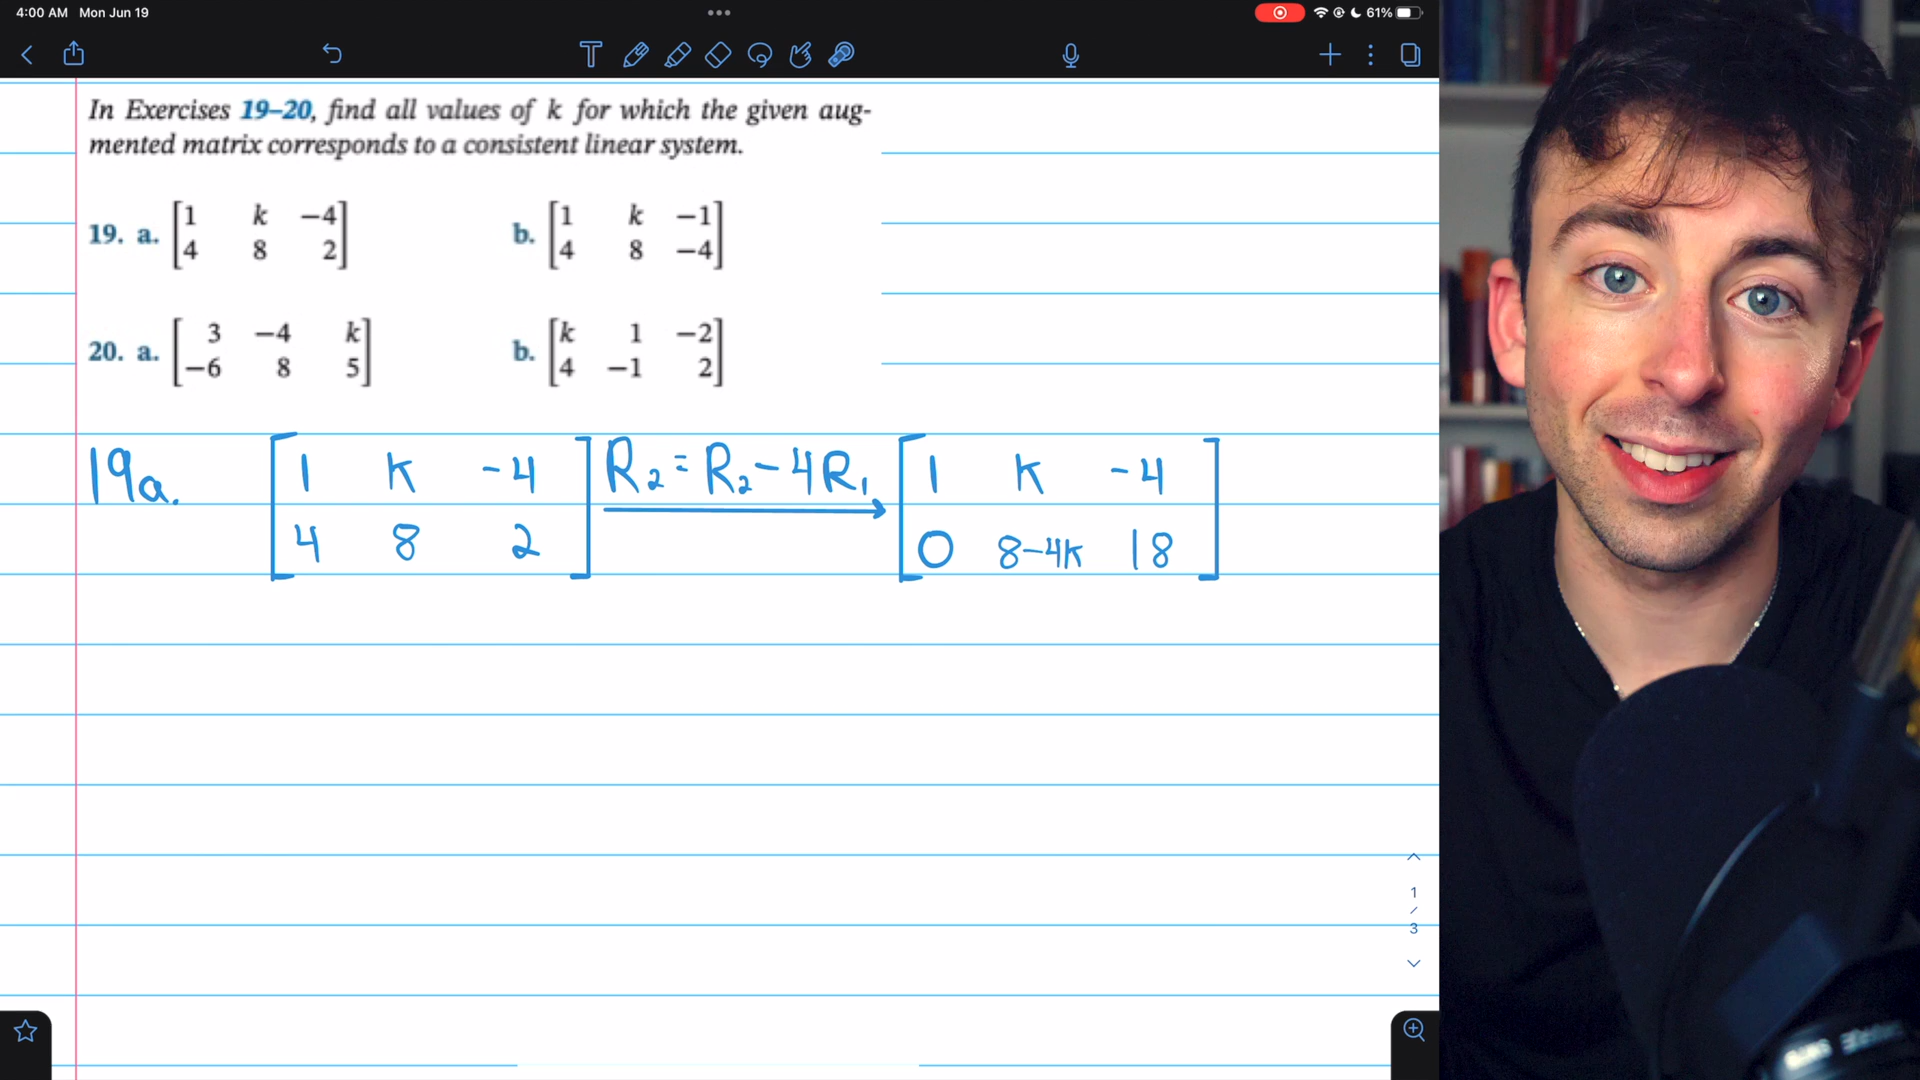 4:00 AM Mon Jun 19
61%
In Exercises 19–20, find all values of k for which the given aug-
mented matrix corresponds to a consistent linear system.
19. a. [1 k −4] b. [1 k −1]
[4 8 2] [4 8 −4]
20. a. [3 −4 k] b. [k 1 −2]
[−6 8 5] [4 −1 2]
19a. [1 k -4] R₂=R₂-4R₁ [1 k -4]
[4 8 2] [0 8-4k 18]
1
/
3